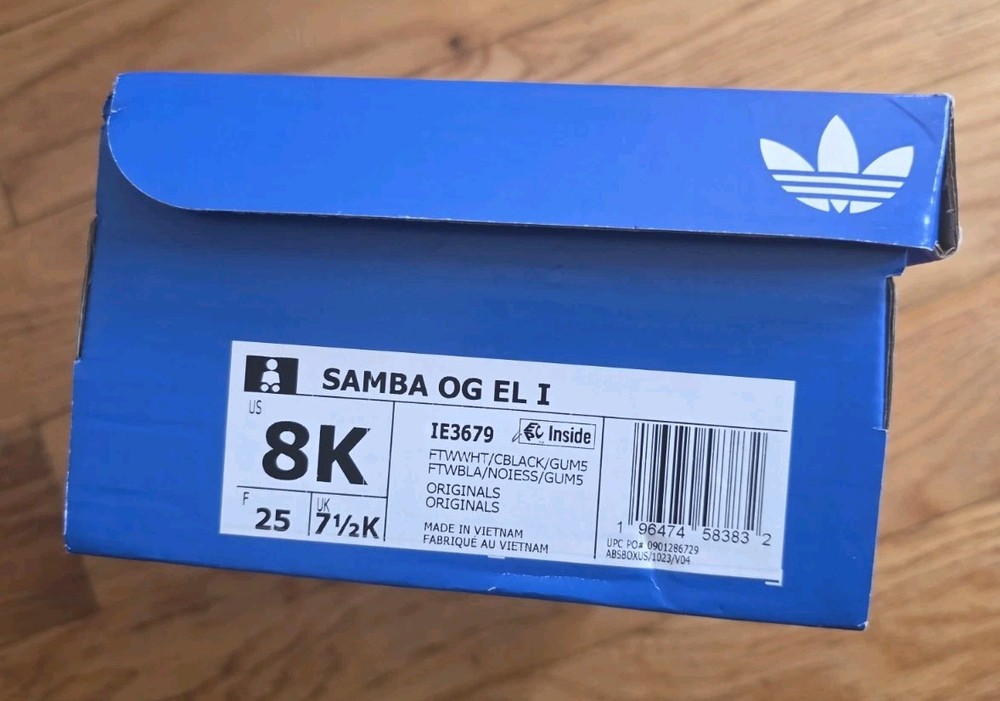 SAMBA OG EL I
US
8K
F
25
UK
7½K
IE3679
Inside
FTWWHT/CBLACK/GUM5
FTWBLA/NOIESS/GUM5
ORIGINALS
ORIGINALS
MADE IN VIETNAM
FABRIQUÉ AU VIETNAM
1 96474 58383 2
UPC PO# 0901286729
ABSBOXUS/1023/V04